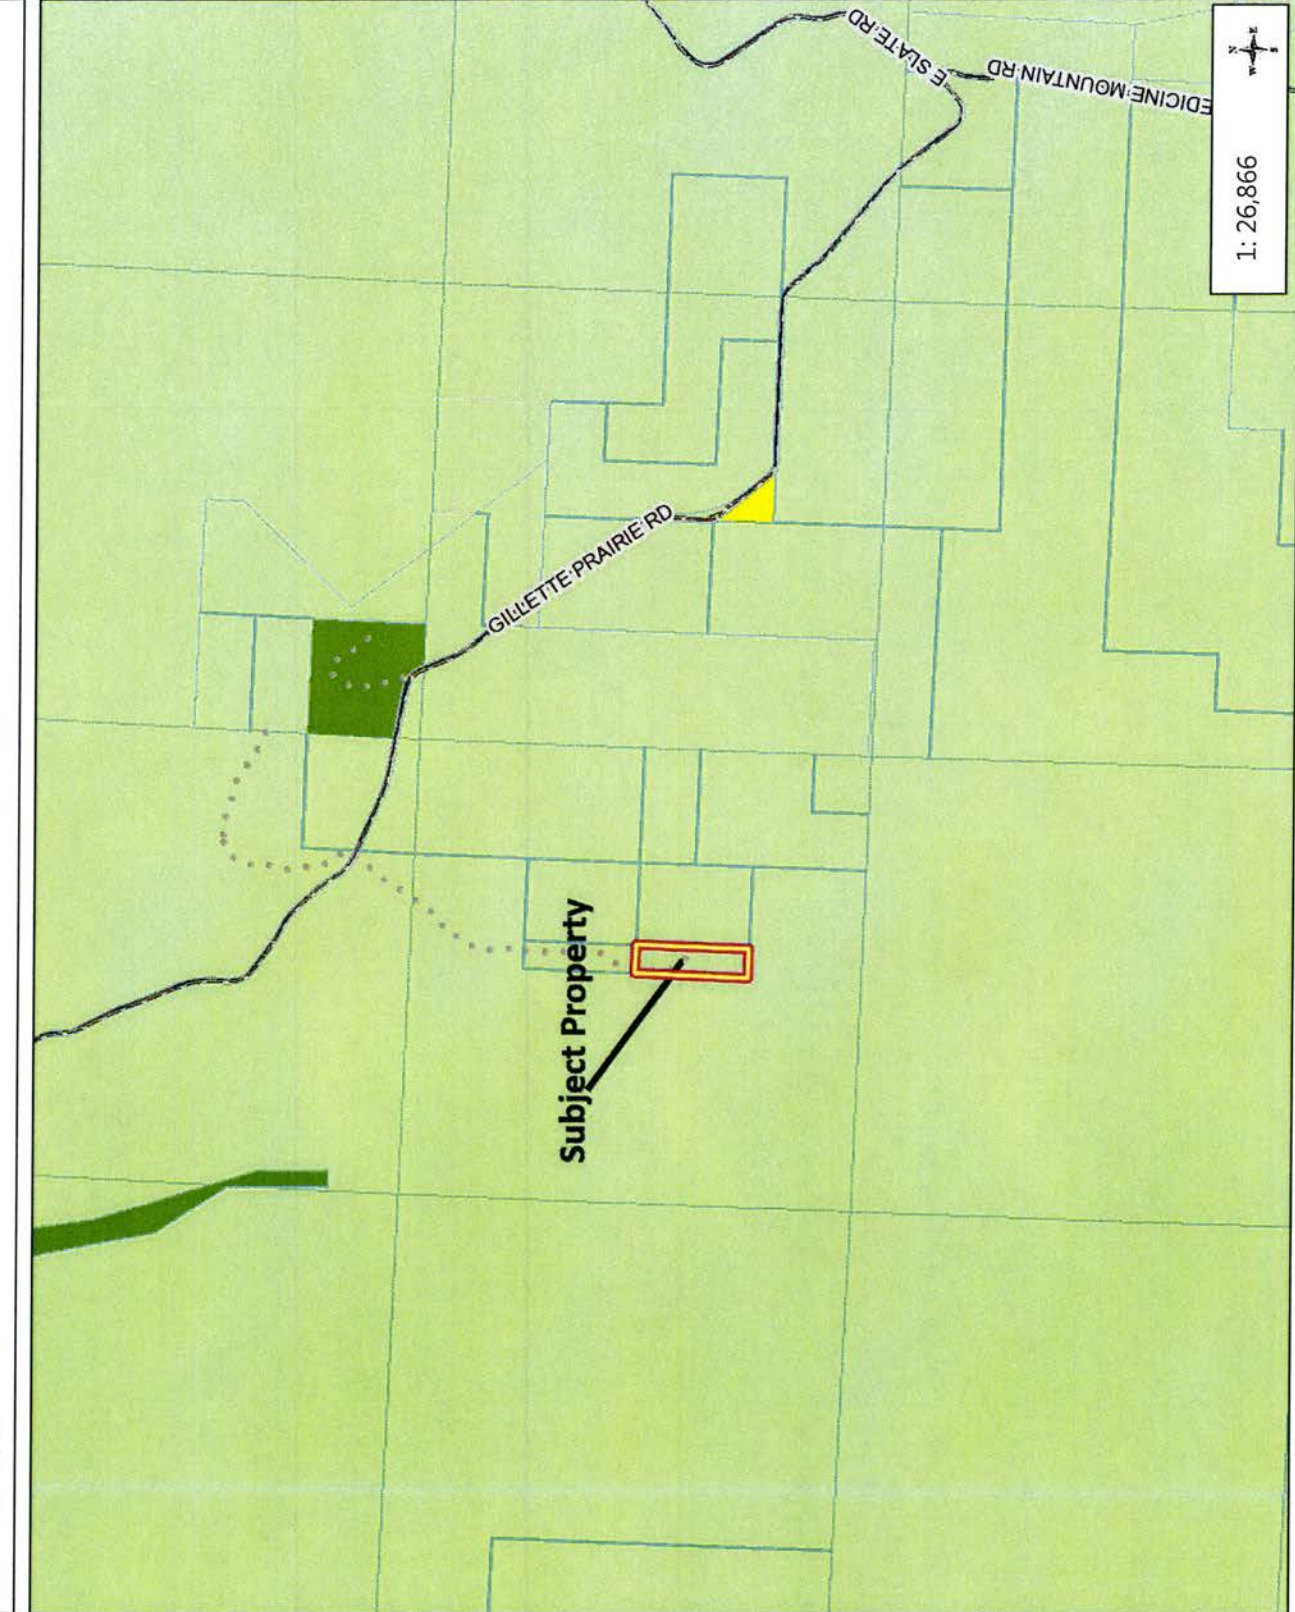 Subject Property
GILLETTE PRAIRIE RD
E SLATE RD
EDICINE MOUNTAIN RD
N
W E
S
1: 26,866